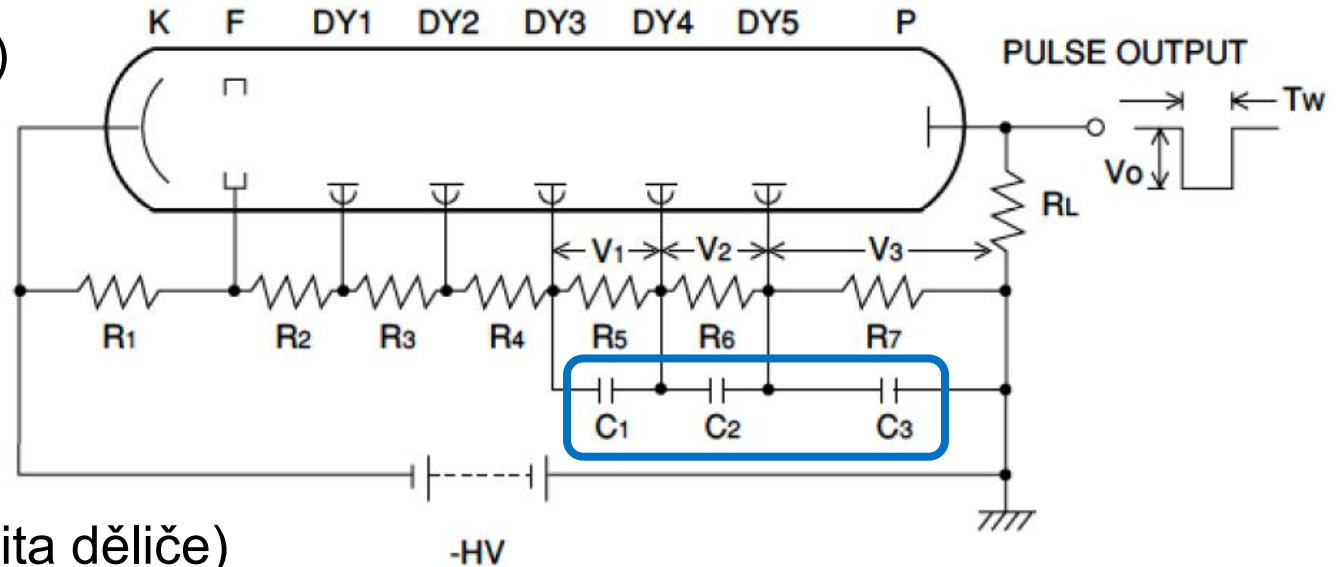 K F DY1 DY2 DY3 DY4 DY5 P
)
PULSE OUTPUT
Tw
Vo
RL
V1 V2 V3
R1 R2 R3 R4 R5 R6 R7
C1 C2 C3
ita děliče)
-HV